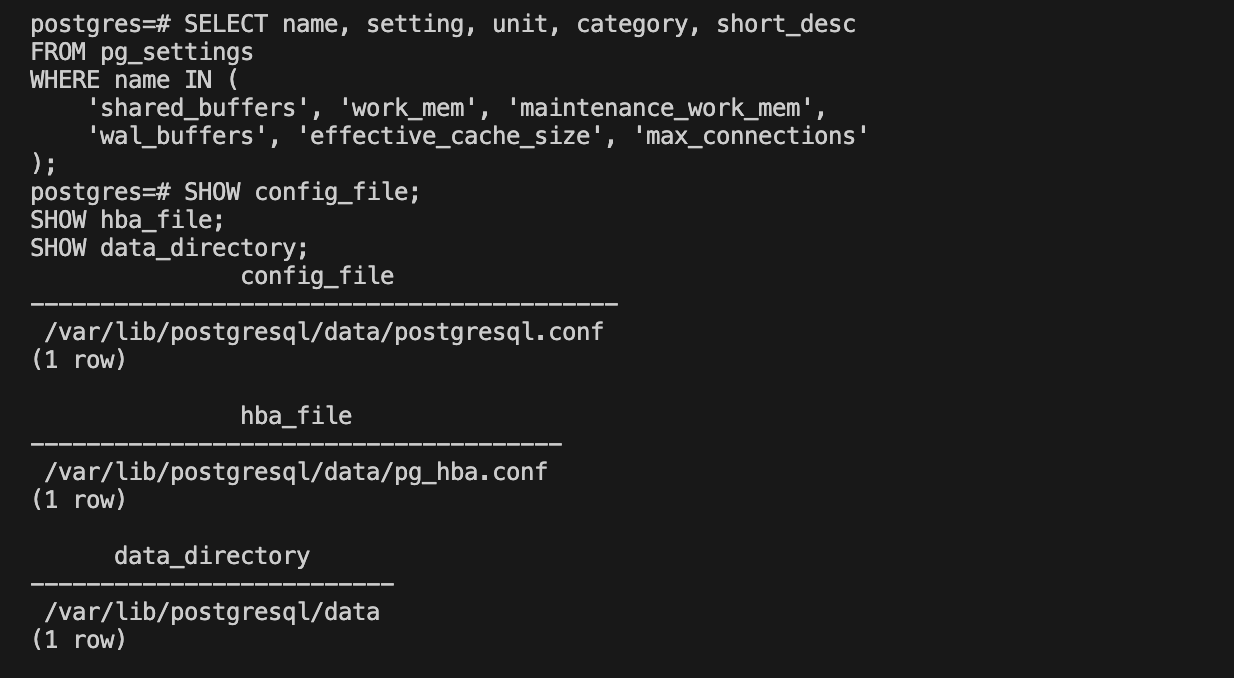 postgres=# SELECT name, setting, unit, category, short_desc
FROM pg_settings
WHERE name IN (
    'shared_buffers', 'work_mem', 'maintenance_work_mem',
    'wal_buffers', 'effective_cache_size', 'max_connections'
);
postgres=# SHOW config_file;
SHOW hba_file;
SHOW data_directory;
               config_file
------------------------------------------
 /var/lib/postgresql/data/postgresql.conf
(1 row)

               hba_file
--------------------------------------
 /var/lib/postgresql/data/pg_hba.conf
(1 row)

      data_directory
--------------------------
 /var/lib/postgresql/data
(1 row)